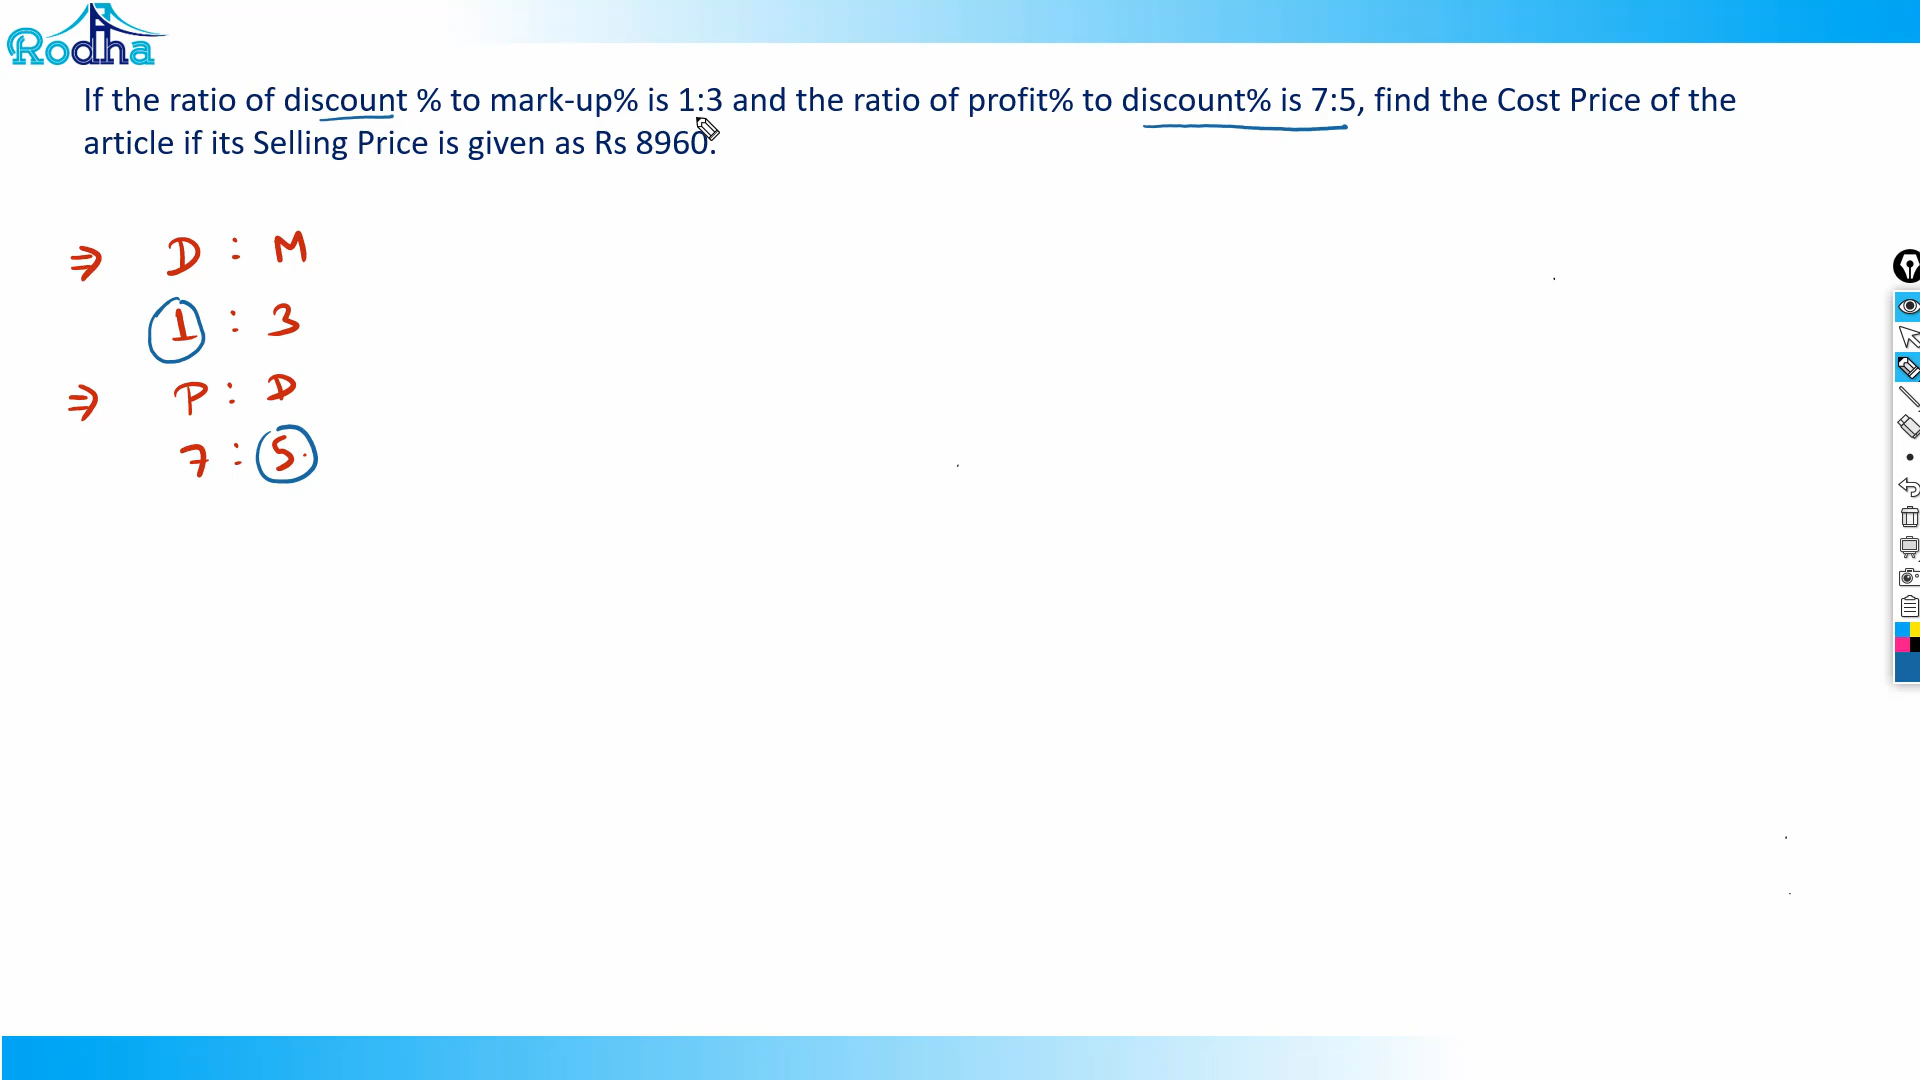 Rodha
If the ratio of discount % to mark-up% is 1:3 and the ratio of profit% to discount% is 7:5, find the Cost Price of the
article if its Selling Price is given as Rs 8960.
⇒ D : M
1 : 3
⇒ P : D
7 : 5